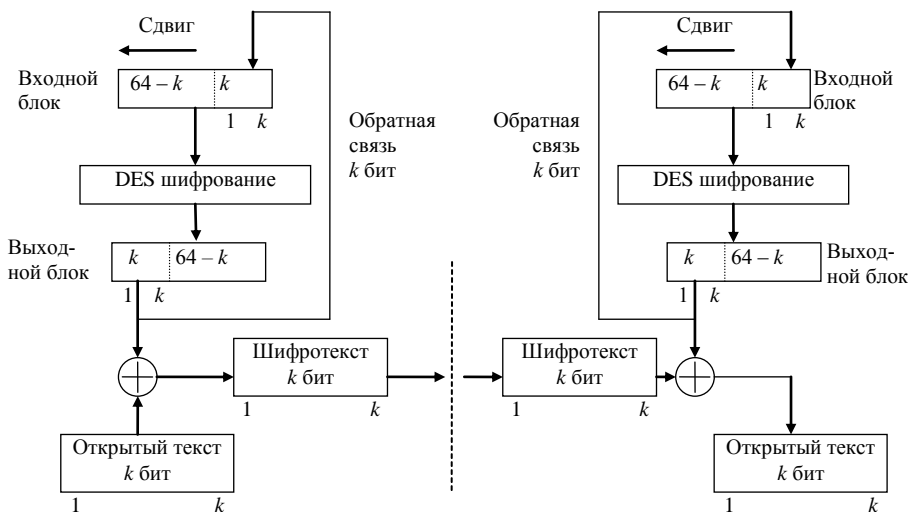 Сдвиг
Входной
блок
64 – k k
1 k
Обратная
связь
k бит
DES шифрование
Выход-
ной блок
k 64 – k
1 k
Шифротекст
k бит
1 k
Открытый текст
k бит
1 k
Сдвиг
64 – k k
Входной
блок
1 k
Обратная
связь
k бит
DES шифрование
k 64 – k
Выход-
ной блок
1 k
Шифротекст
k бит
1 k
Открытый текст
k бит
1 k